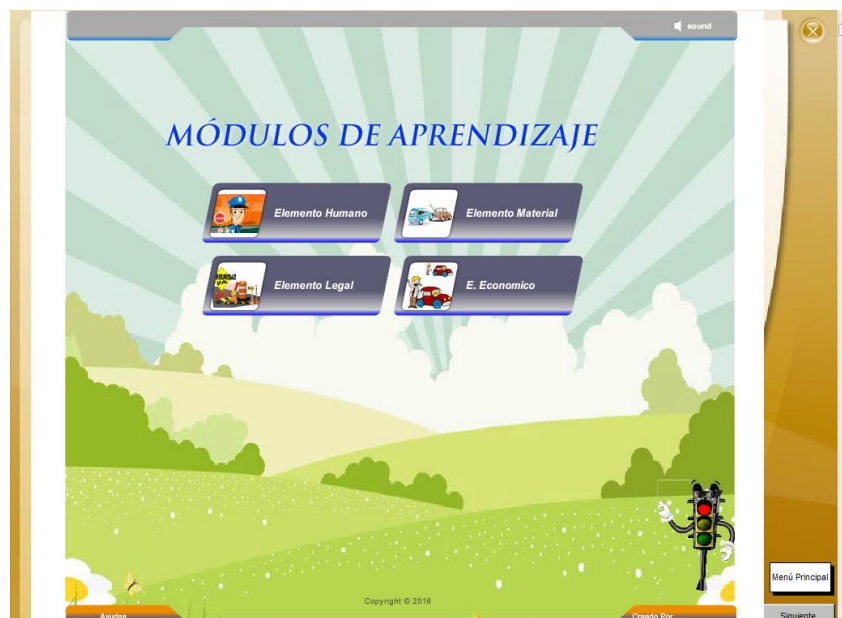 sound
MÓDULOS DE APRENDIZAJE
Elemento Humano
Elemento Material
Elemento Legal
E. Economico
Menú Principal
Copyright © 2016
Ayudas
Creado Por
Siguiente